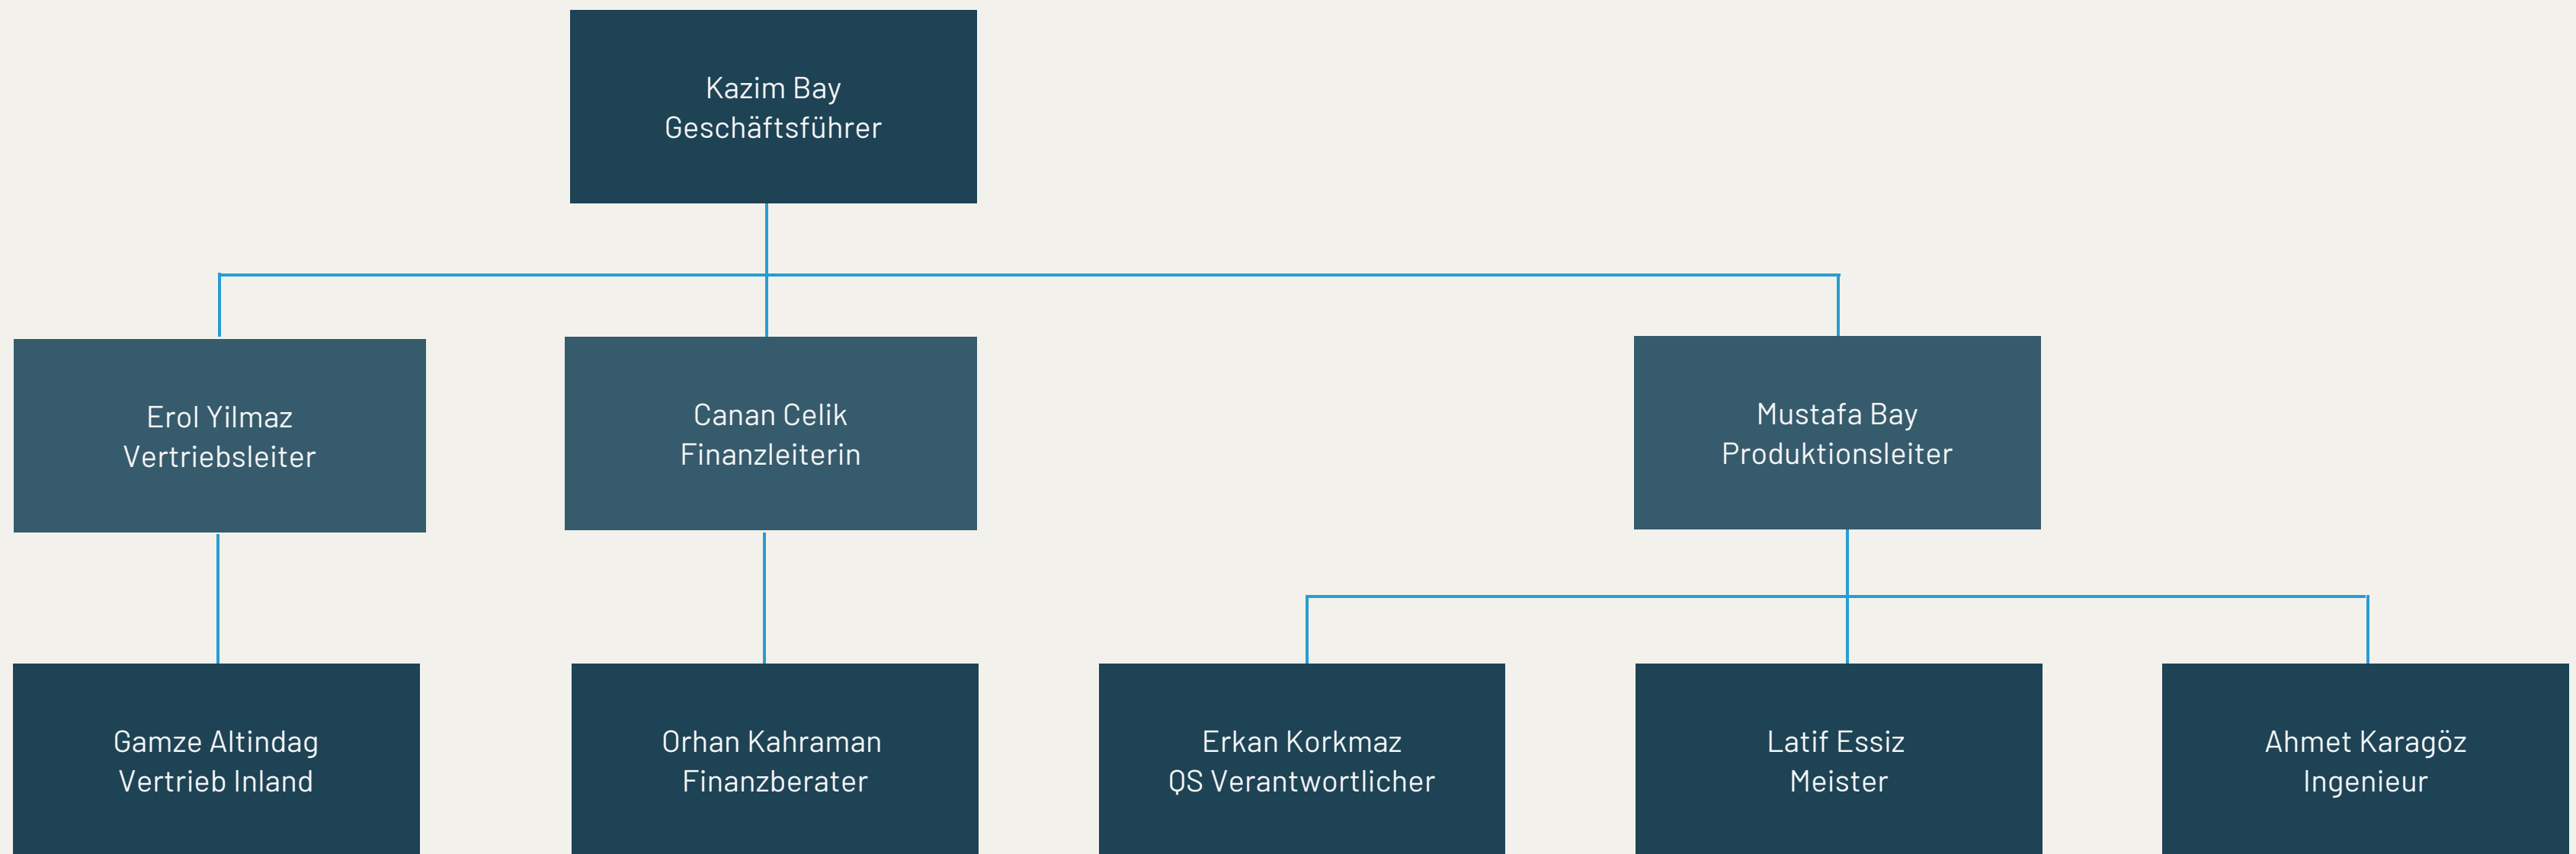 Kazim Bay
Geschäftsführer
Erol Yilmaz
Vertriebsleiter
Canan Celik
Finanzleiterin
Mustafa Bay
Produktionsleiter
Gamze Altindag
Vertrieb Inland
Orhan Kahraman
Finanzberater
Erkan Korkmaz
QS Verantwortlicher
Latif Essiz
Meister
Ahmet Karagöz
Ingenieur